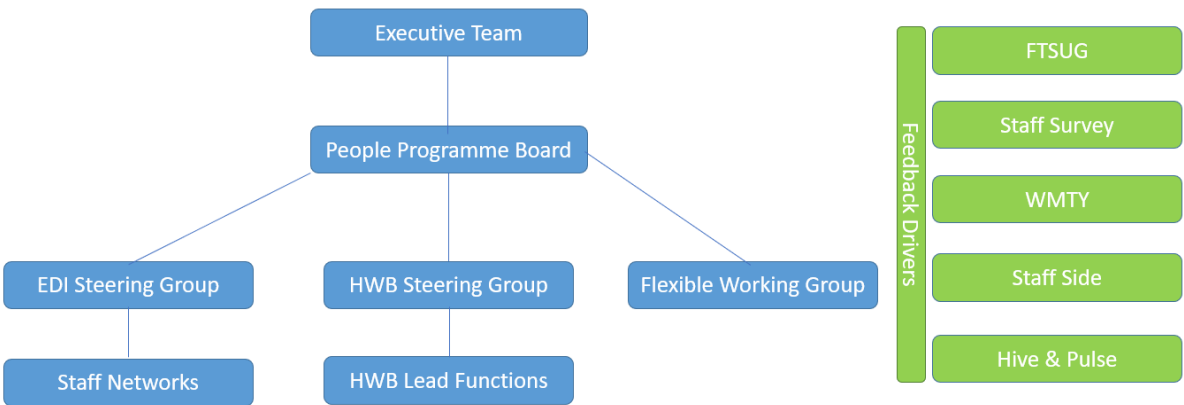 Executive Team
People Programme Board
EDI Steering Group
HWB Steering Group
Flexible Working Group
Staff Networks
HWB Lead Functions
Feedback Drivers
FTSUG
Staff Survey
WMTY
Staff Side
Hive & Pulse